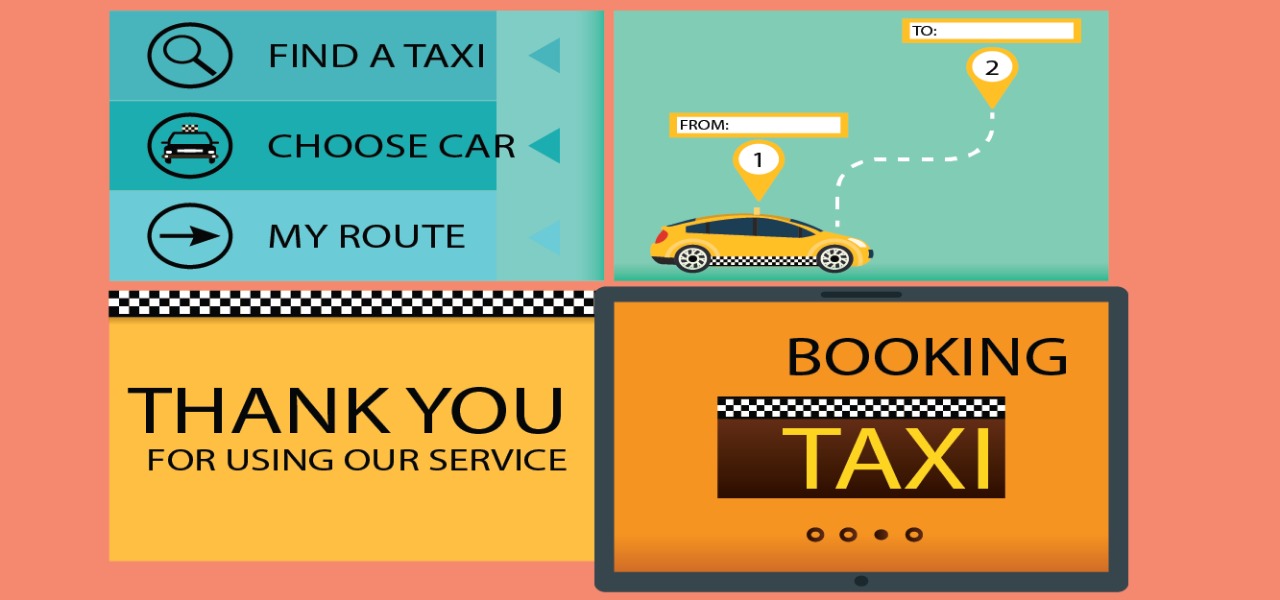 FIND A TAXI
CHOOSE CAR
MY ROUTE
TO:
2
FROM:
1
THANK YOU
FOR USING OUR SERVICE
BOOKING
TAXI